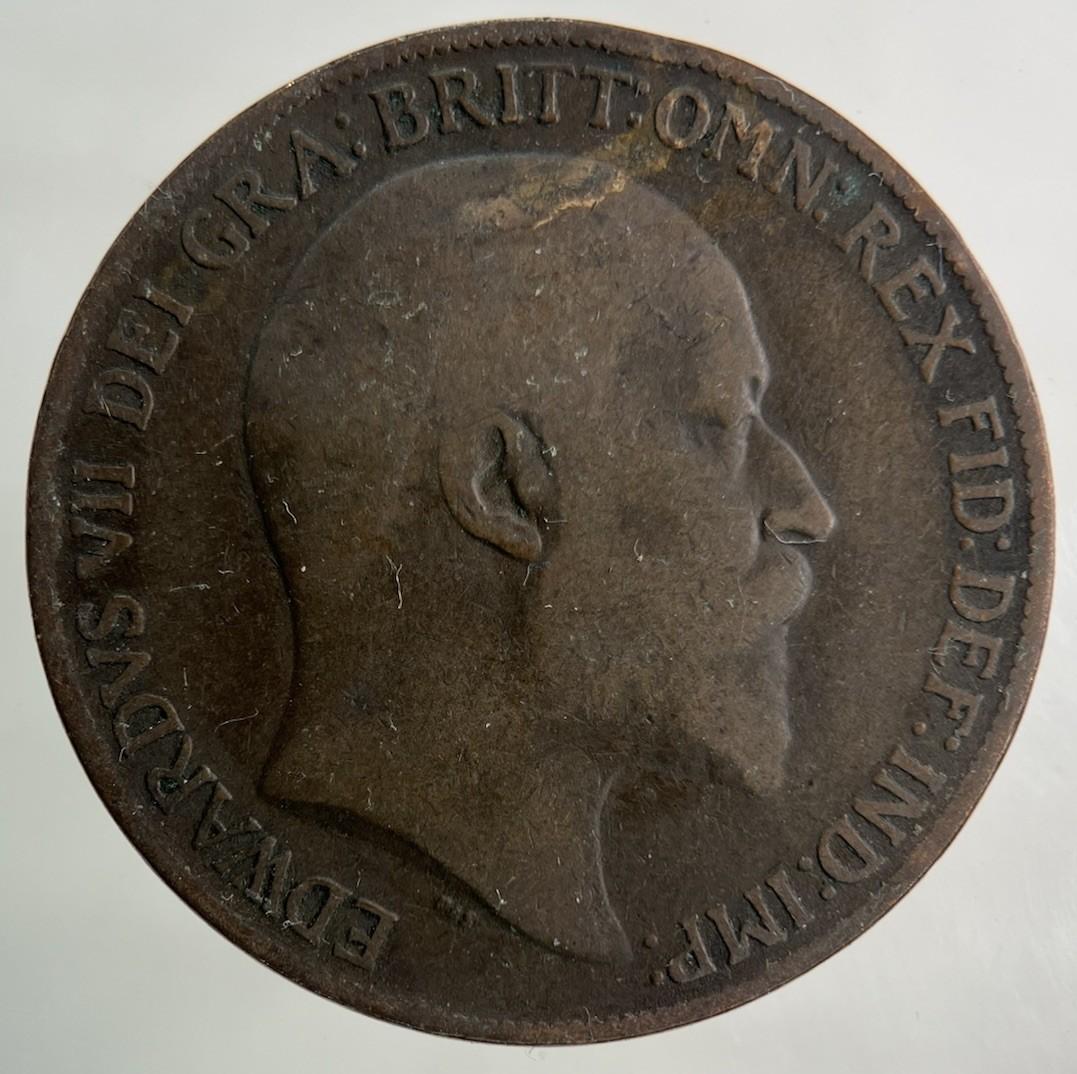 EDWARDVS VII DEI GRA: BRITT: OMN: REX FID: DEF: IND: IMP: